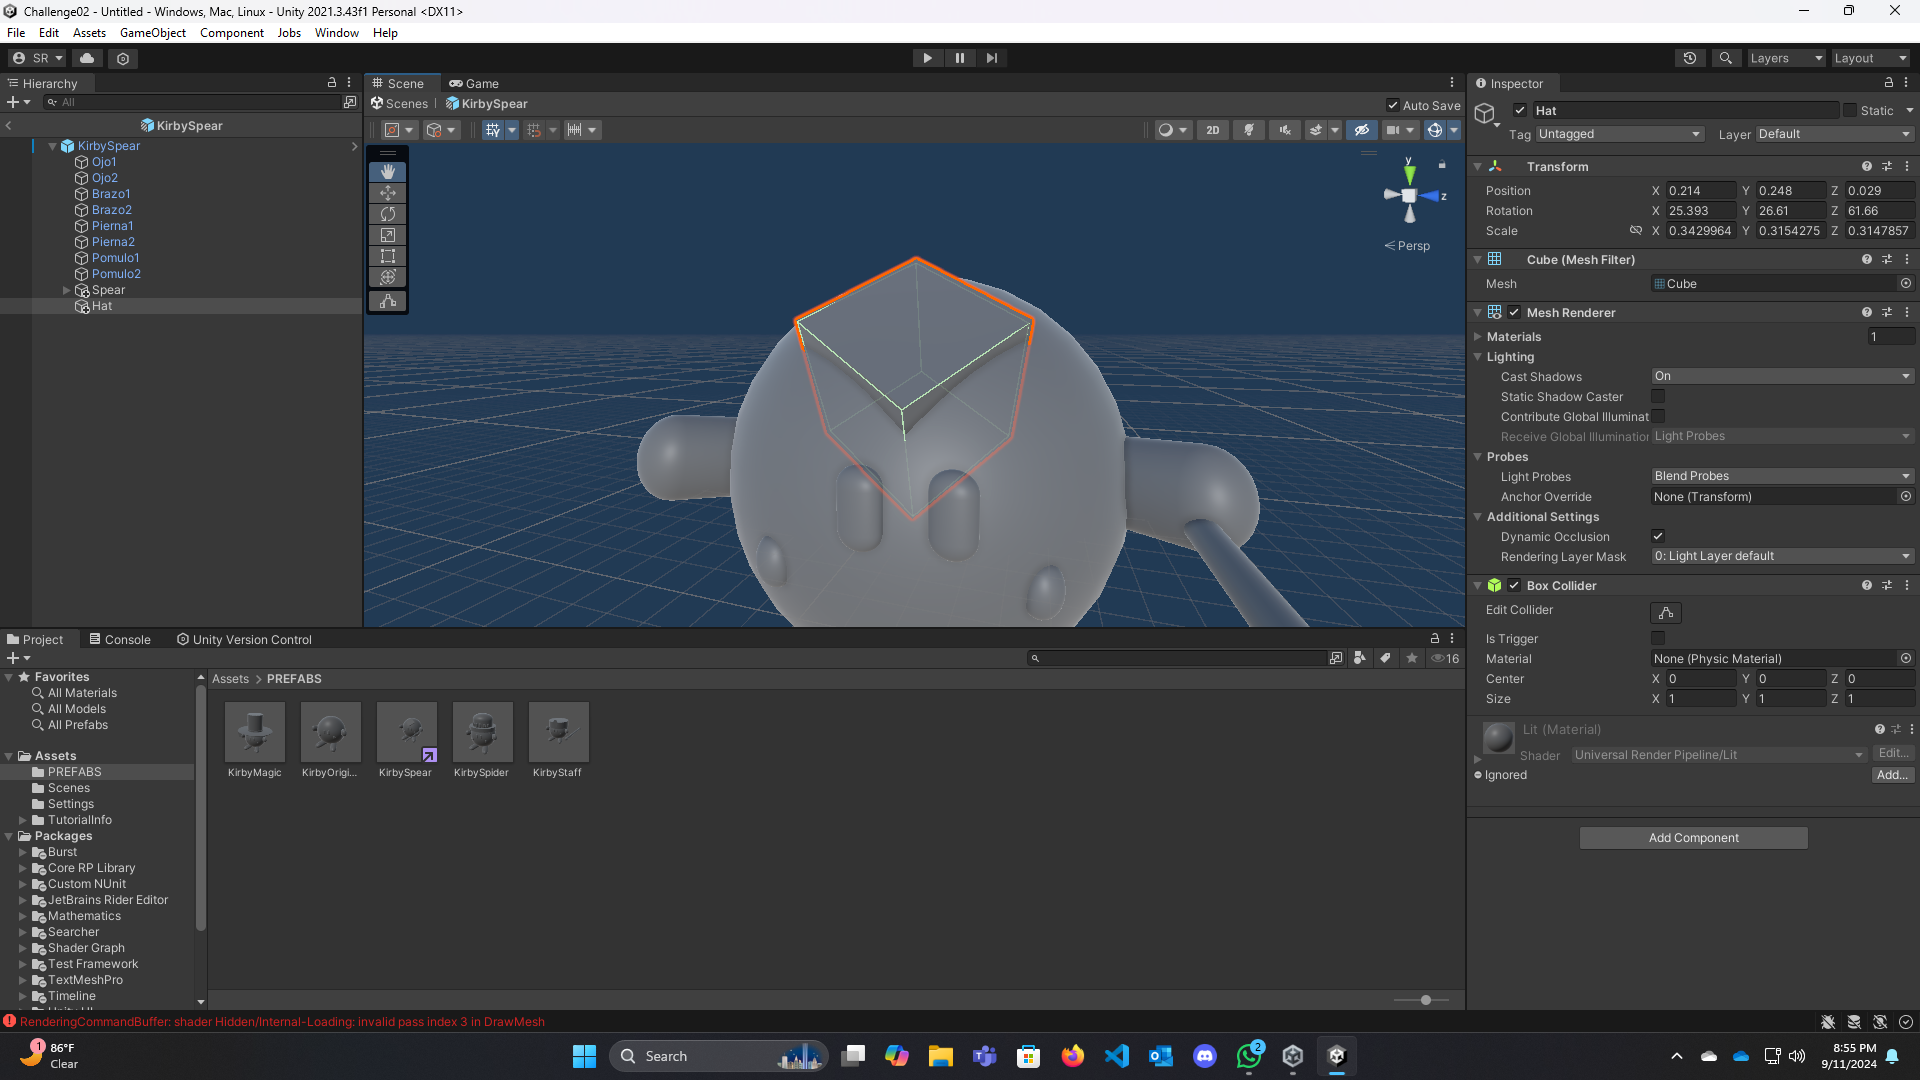 Challenge02 - Untitled - Windows, Mac, Linux - Unity 2021.3.43f1 Personal <DX11>
File Edit Assets GameObject Component Jobs Window Help
SR
Layers Layout
Hierarchy
All
KirbySpear
KirbySpear
Ojo1
Ojo2
Brazo1
Brazo2
Pierna1
Pierna2
Pomulo1
Pomulo2
Spear
Hat
Scene Game
Scenes KirbySpear Auto Save
2D
y
z
Persp
Inspector
Hat Static
Tag Untagged Layer Default
Transform
Position X 0.214 Y 0.248 Z 0.029
Rotation X 25.393 Y 26.61 Z 61.66
Scale X 0.3429964 Y 0.3154275 Z 0.3147857
Cube (Mesh Filter)
Mesh Cube
Mesh Renderer
Materials 1
Lighting
Cast Shadows On
Static Shadow Caster
Contribute Global Illuminat
Receive Global Illumination Light Probes
Probes
Light Probes Blend Probes
Anchor Override None (Transform)
Additional Settings
Dynamic Occlusion
Rendering Layer Mask 0: Light Layer default
Box Collider
Edit Collider
Is Trigger
Material None (Physic Material)
Center X 0 Y 0 Z 0
Size X 1 Y 1 Z 1
Lit (Material)
Shader Universal Render Pipeline/Lit Edit...
Ignored Add...
Add Component
Project Console Unity Version Control
16
Favorites
All Materials
All Models
All Prefabs
Assets
PREFABS
Scenes
Settings
TutorialInfo
Packages
Burst
Core RP Library
Custom NUnit
JetBrains Rider Editor
Mathematics
Searcher
Shader Graph
Test Framework
TextMeshPro
Timeline
Assets > PREFABS
KirbyMagic KirbyOrigi... KirbySpear KirbySpider KirbyStaff
RenderingCommandBuffer: shader Hidden/Internal-Loading: invalid pass index 3 in DrawMesh
1
86°F
Clear
Search
2
8:55 PM
9/11/2024